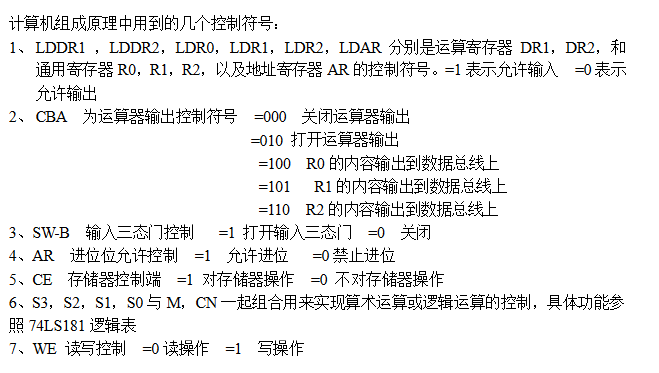 计算机组成原理中用到的几个控制符号：
1、 LDDR1 ，LDDR2，LDR0，LDR1，LDR2，LDAR 分别是运算寄存器 DR1，DR2，和
通用寄存器 R0，R1，R2，以及地址寄存器 AR 的控制符号。=1 表示允许输入 =0 表示
允许输出
2、 CBA 为运算器输出控制符号 =000 关闭运算器输出
=010 打开运算器输出
=100 R0 的内容输出到数据总线上
=101 R1 的内容输出到数据总线上
=110 R2 的内容输出到数据总线上
3、SW-B 输入三态门控制 =1 打开输入三态门 =0 关闭
4、AR 进位位允许控制 =1 允许进位 =0 禁止进位
5、CE 存储器控制端 =1 对存储器操作 =0 不对存储器操作
6、S3，S2，S1，S0 与 M，CN 一起组合用来实现算术运算或逻辑运算的控制，具体功能参
照 74LS181 逻辑表
7、WE 读写控制 =0 读操作 =1 写操作